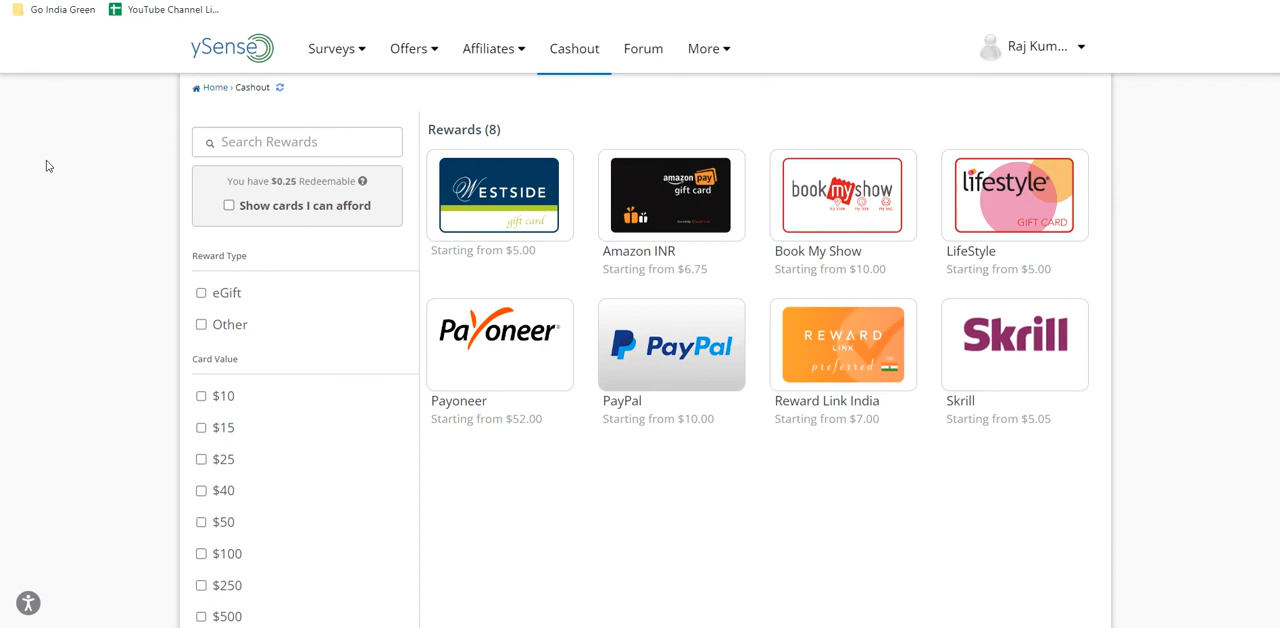 Go India Green
YouTube Channel Li...
ySense
Surveys
Offers
Affiliates
Cashout
Forum
More
Raj Kum...
Home › Cashout
Search Rewards
You have $0.25 Redeemable
Show cards I can afford
Reward Type
eGift
Other
Card Value
$10
$15
$25
$40
$50
$100
$250
$500
Rewards (8)
WESTSIDE
gift card
Starting from $5.00
amazon pay
gift card
Amazon INR
Starting from $6.75
bookmyshow
Book My Show
Starting from $10.00
lifestyle
GIFT CARD
LifeStyle
Starting from $5.00
Payoneer
Payoneer
Starting from $52.00
PayPal
PayPal
Starting from $10.00
REWARD
LINK
preferred
Reward Link India
Starting from $7.00
Skrill
Skrill
Starting from $5.05